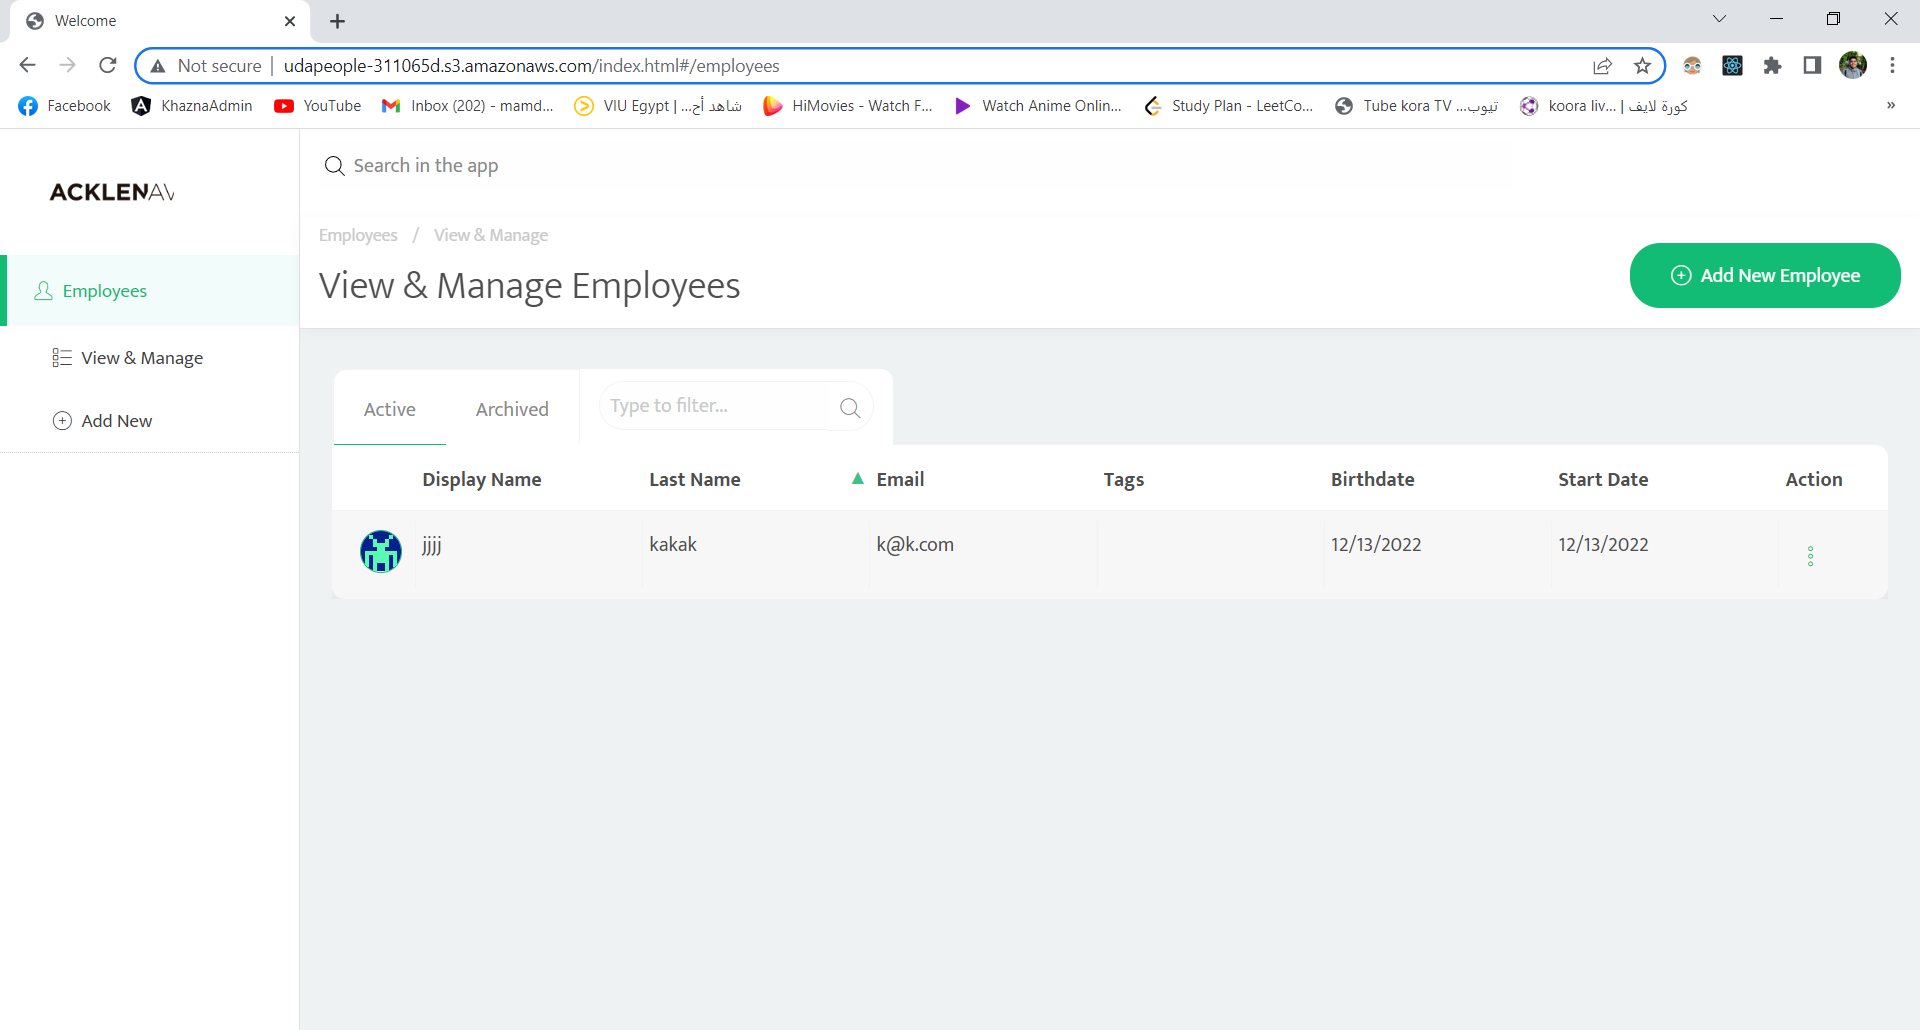 Welcome
Not secure | udapeople-311065d.s3.amazonaws.com/index.html#/employees
Facebook KhaznaAdmin YouTube Inbox (202) - mamd... VIU Egypt | ...شاهد أح HiMovies - Watch F... Watch Anime Onlin... Study Plan - LeetCo... Tube kora TV ...تيوب koora liv... | كورة لايف »
ACKLENAV
Search in the app
Employees / View & Manage
View & Manage Employees
Add New Employee
Employees
View & Manage
Add New
Active Archived Type to filter...
Display Name Last Name ▲ Email Tags Birthdate Start Date Action
jjjj kakak k@k.com 12/13/2022 12/13/2022